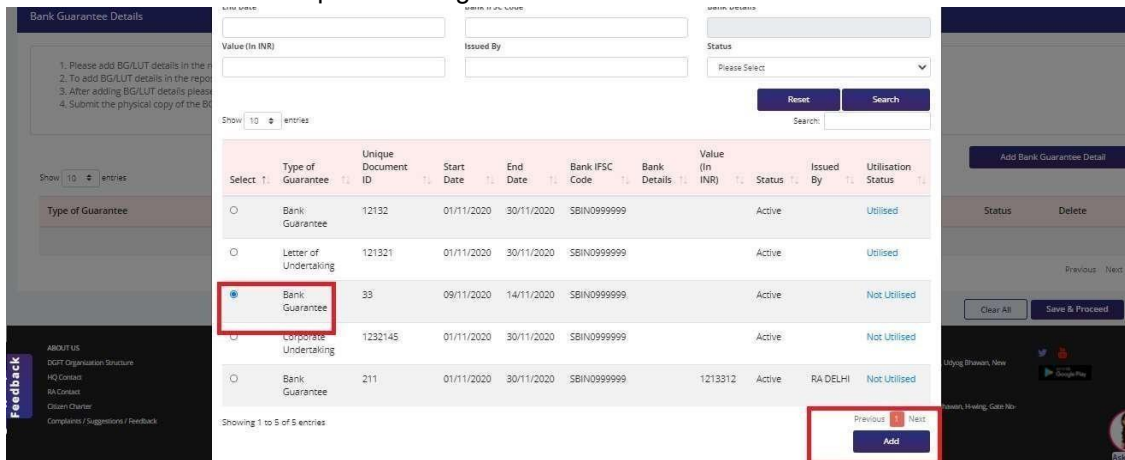 Bank Guarantee Details
End Date
Bank IFSC Code
Bank Details
Value (In INR)
Issued By
Status
Please Select
1. Please add BG/LUT details in the
2. To add BG/LUT details in the
3. After adding BG/LUT details please
4. Submit the physical copy of the
Reset Search
Show 10 entries
Search:
Add Bank Guarantee Detail
Show 10 entries
Select Type of Guarantee Unique Document ID Start Date End Date Bank IFSC Code Bank Details Value (In INR) Status Issued By Utilisation Status
Type of Guarantee
Status Delete
Bank Guarantee 12132 01/11/2020 30/11/2020 SBIN0999999 Active Utilised
Letter of Undertaking 121321 01/11/2020 30/11/2020 SBIN0999999 Active Utilised
Previous Next
Bank Guarantee 33 09/11/2020 14/11/2020 SBIN0999999 Active Not Utilised
Clear All Save & Proceed
Corporate Undertaking 1232145 01/11/2020 30/11/2020 SBIN0999999 Active Not Utilised
Bank Guarantee 211 01/11/2020 30/11/2020 SBIN0999999 1213312 Active RA DELHI Not Utilised
Showing 1 to 5 of 5 entries
Previous 1 Next
Add
Feedback
ABOUT US
DGFT Organization Structure
HQ Contact
RA Contact
Citizen Charter
Complaints / Suggestions / Feedback
Udyog Bhawan, New
H-wing, Gate No-
Google Play